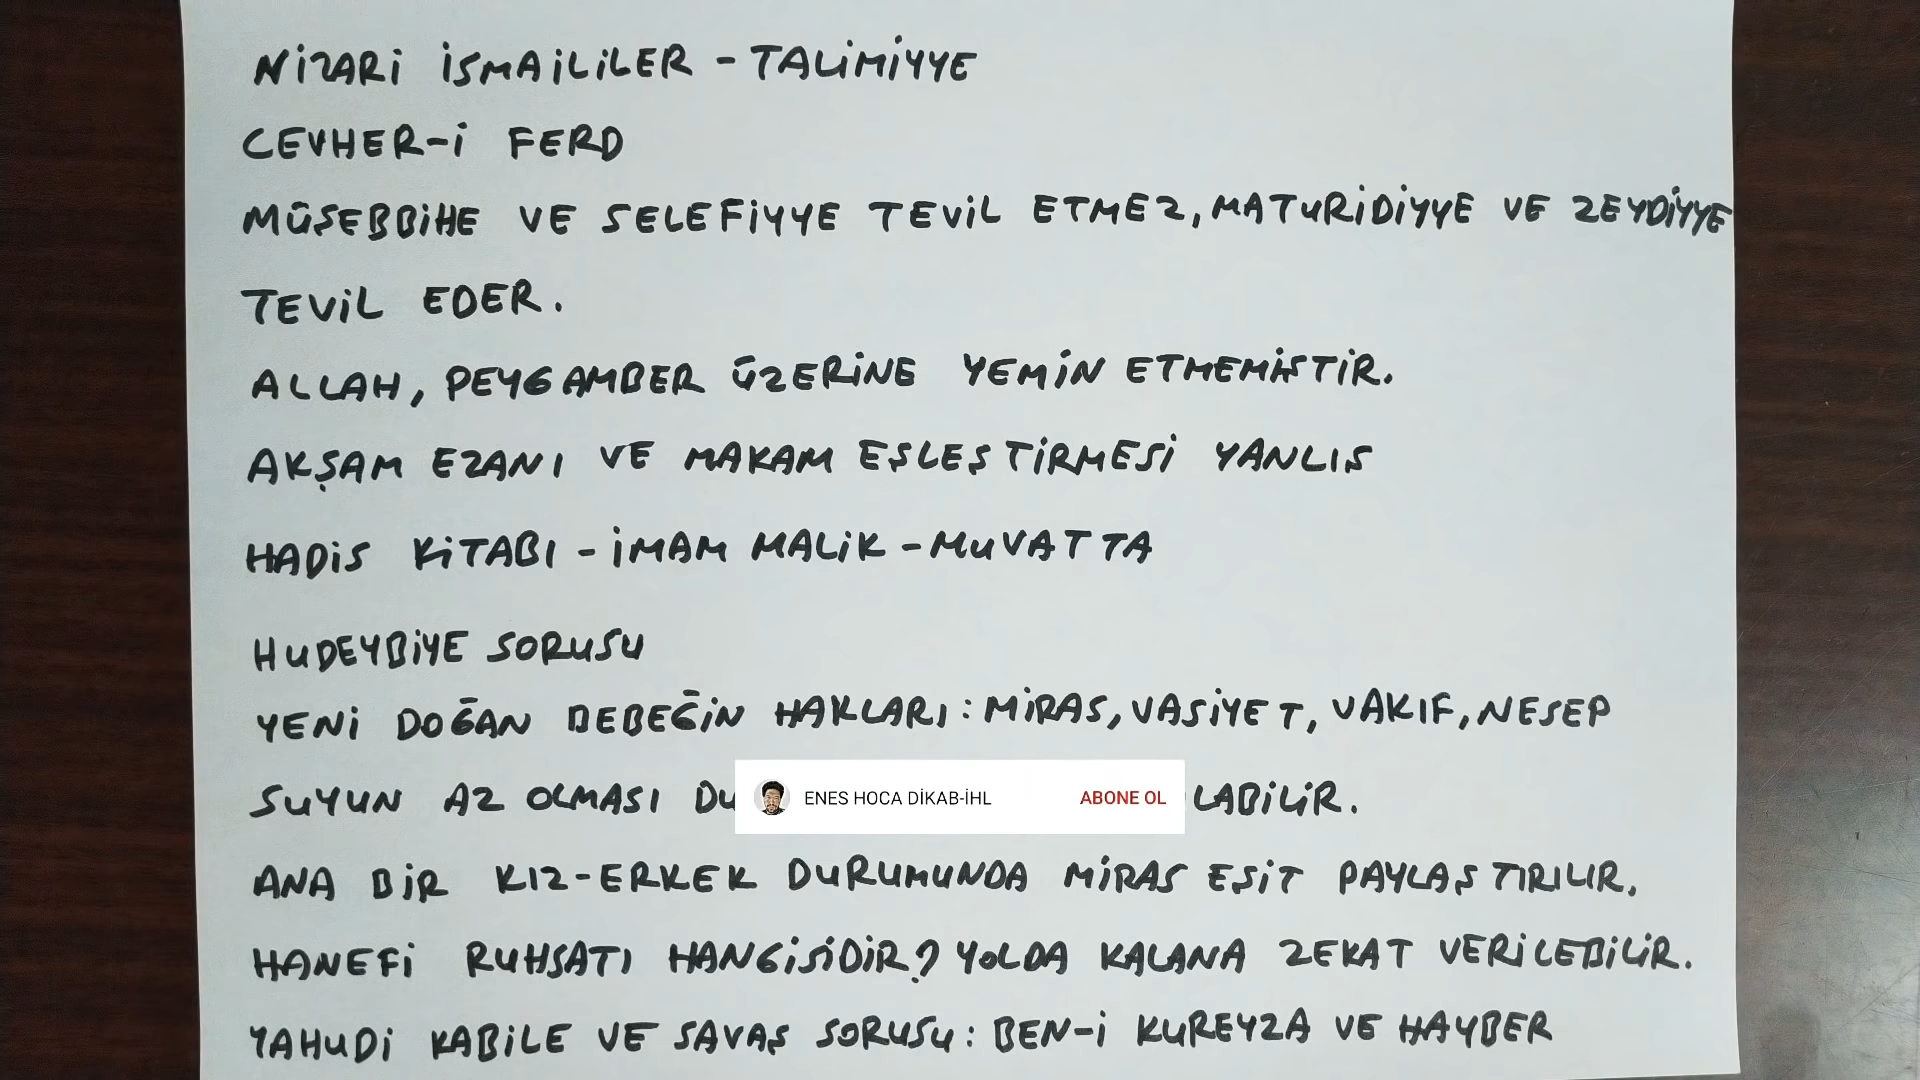 NİZARİ İSMAİLİLER - TALİMİYYE
CEVHER-İ FERD
MÜŞEBBİHE VE SELEFİYYE TEVİL ETMEZ, MATURİDİYYE VE ZEYDİYYE
TEVİL EDER.
ALLAH, PEYGAMBER ÜZERİNE YEMİN ETMEMİŞTİR.
AKŞAM EZANI VE MAKAM EŞLEŞTİRMESİ YANLIŞ
HADİS KİTABI - İMAM MALİK - MUVATTA
HUDEYBİYE SORUSU
YENİ DOĞAN BEBEĞİN HAKLARI: MİRAS, VASİYET, VAKIF, NESEP
SUYUN AZ OLMASI DU LABİLİR.
ENES HOCA DİKAB-İHL ABONE OL
ANA BİR KIZ-ERKEK DURUMUNDA MİRAS EŞİT PAYLAŞTIRILIR.
HANEFİ RUHSATI HANGİSİDİR? YOLDA KALANA ZEKAT VERİLEBİLİR.
YAHUDİ KABİLE VE SAVAŞ SORUSU: BEN-İ KUREYZA VE HAYBER